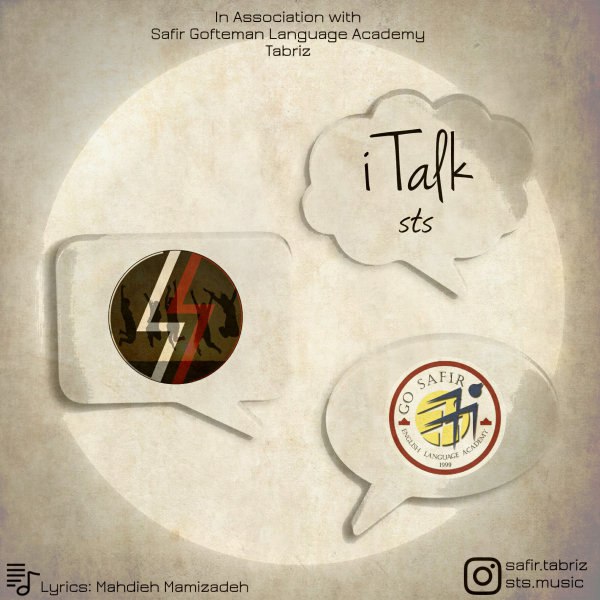 In Association with
Safir Gofteman Language Academy
Tabriz
i Talk
sts
GO SAFIR
ENGLISH LANGUAGE ACADEMY
1999
Lyrics: Mahdieh Mamizadeh
safir.tabriz
sts.music